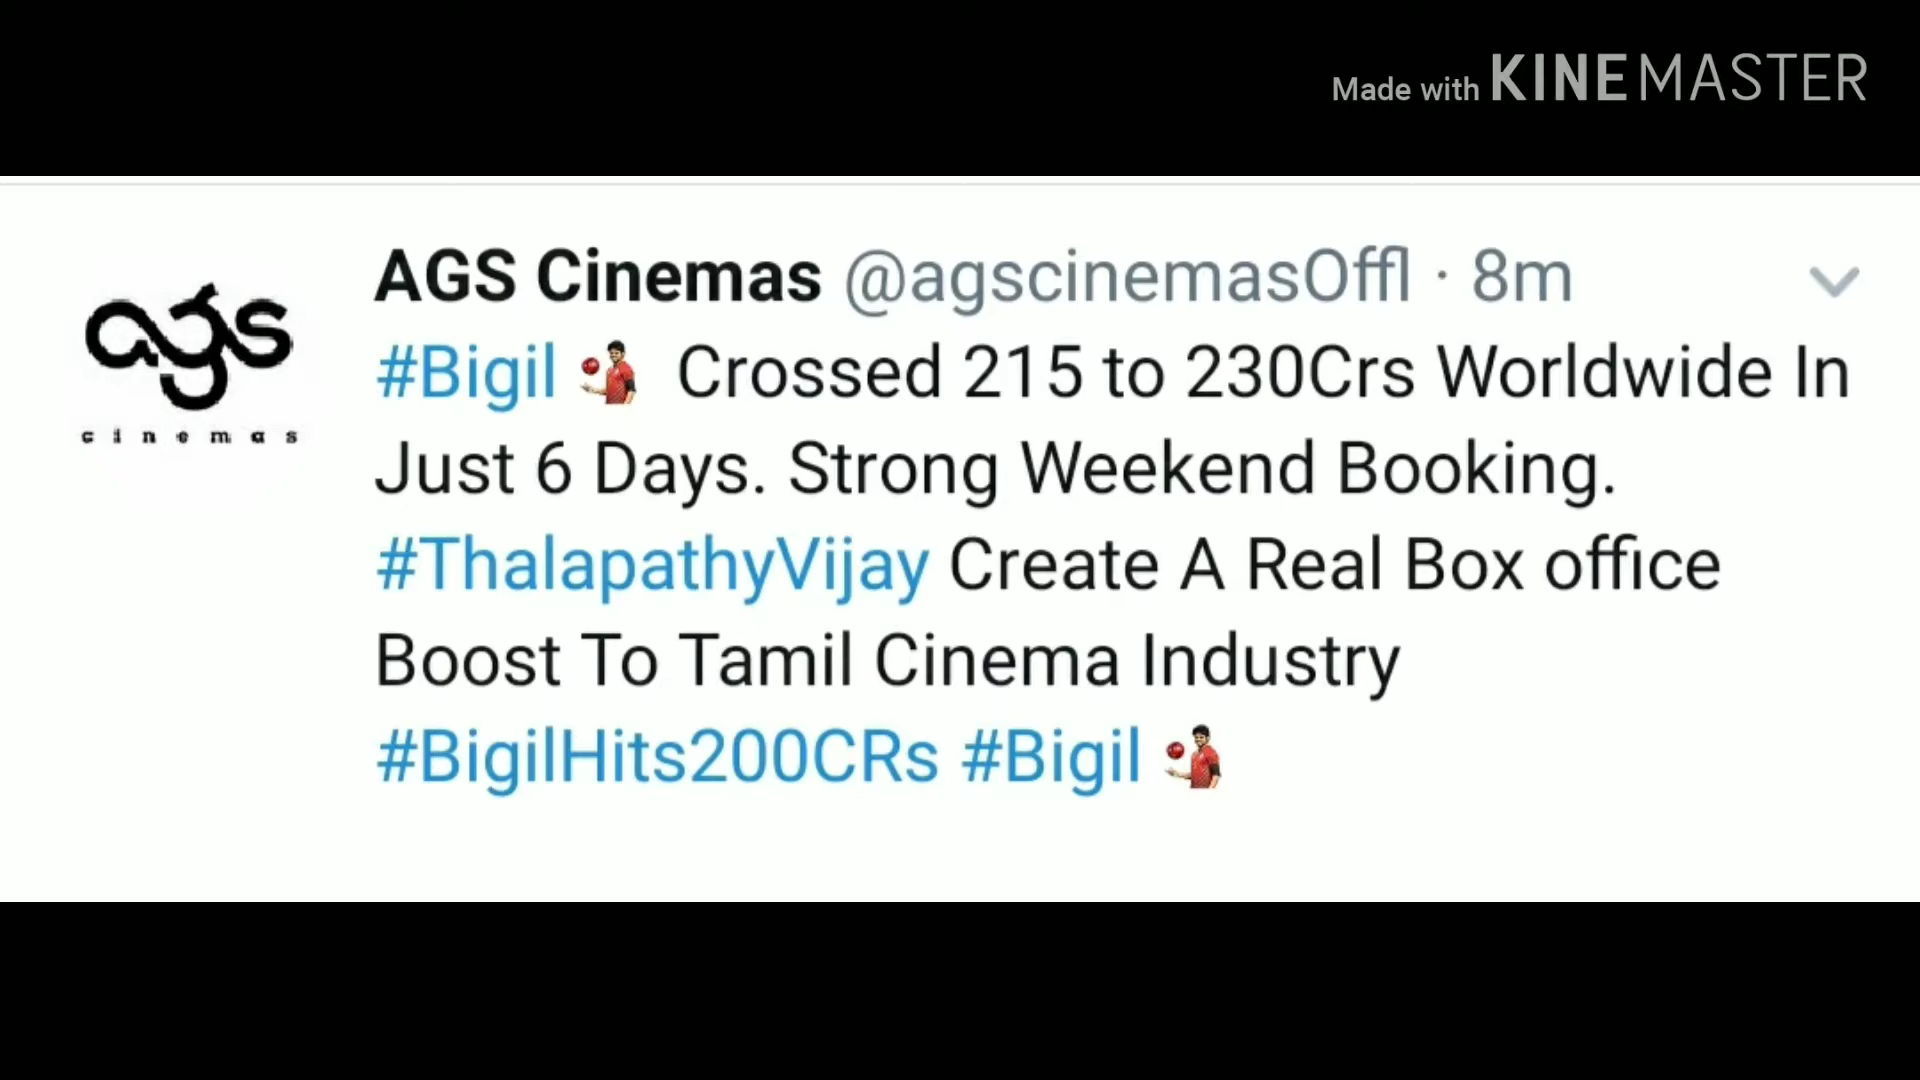 Made with KINEMASTER
AGS Cinemas @agscinemasOffl · 8m
ags
cinemas
#Bigil Crossed 215 to 230Crs Worldwide In
Just 6 Days. Strong Weekend Booking.
#ThalapathyVijay Create A Real Box office
Boost To Tamil Cinema Industry
#BigilHits200CRs #Bigil